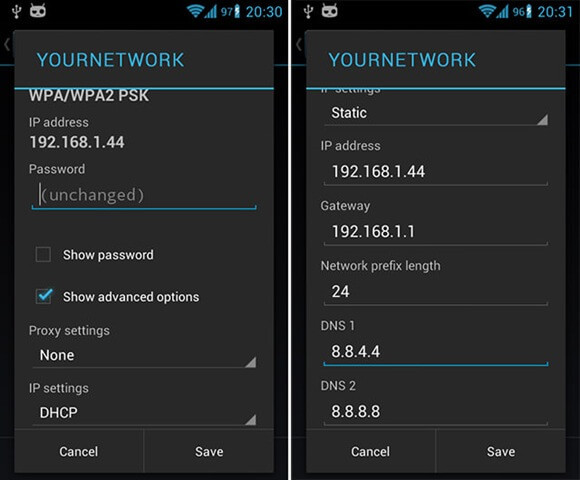 97 20:30
YOURNETWORK
WPA/WPA2 PSK
IP address
192.168.1.44
Password
(unchanged)
Show password
Show advanced options
Proxy settings
None
IP settings
DHCP
Cancel Save
96 20:31
YOURNETWORK
IP settings
Static
IP address
192.168.1.44
Gateway
192.168.1.1
Network prefix length
24
DNS 1
8.8.4.4
DNS 2
8.8.8.8
Cancel Save